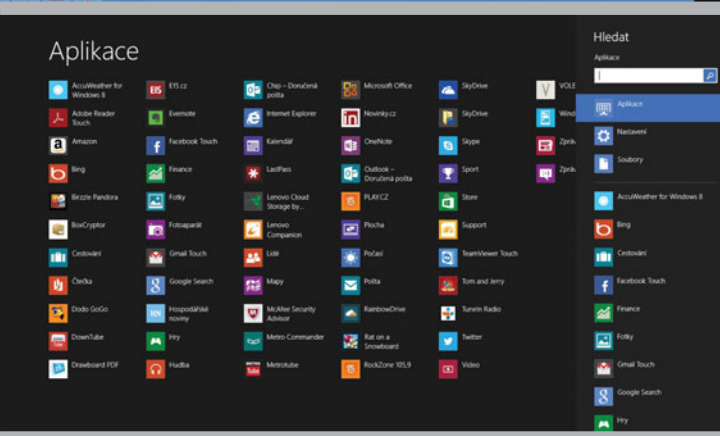 Aplikace
AccuWeather for
Windows 8
Adobe Reader
Touch
Amazon
Bing
Birzzle Pandora
BoxCryptor
Cestování
Čtečka
Dodo GoGo
DownTube
Drawboard PDF
E15.cz
Evernote
Facebook Touch
Finance
Fotky
Fotoaparát
Gmail Touch
Google Search
Hospodářské
noviny
Hry
Hudba
Chip – Doručená
pošta
Internet Explorer
Kalendář
LastPass
Lenovo Cloud
Storage by...
Lenovo
Companion
Lidé
Mapy
McAfee Security
Advisor
Metro Commander
Metrotube
Microsoft Office
Novinky.cz
OneNote
Outlook –
Doručená pošta
PLAY.CZ
Plocha
Počasí
Pošta
RainbowDrive
Rat on a
Snowboard
RockZone 105,9
SkyDrive
SkyDrive
Skype
Sport
Store
Support
TeamViewer Touch
Tom and Jerry
TuneIn Radio
Twitter
Video
VOLE
Wind
Zpráv
Zpráv
Hledat
Aplikace
Aplikace
Nastavení
Soubory
AccuWeather for Windows 8
Bing
Cestování
Facebook Touch
Finance
Fotky
Gmail Touch
Google Search
Hry